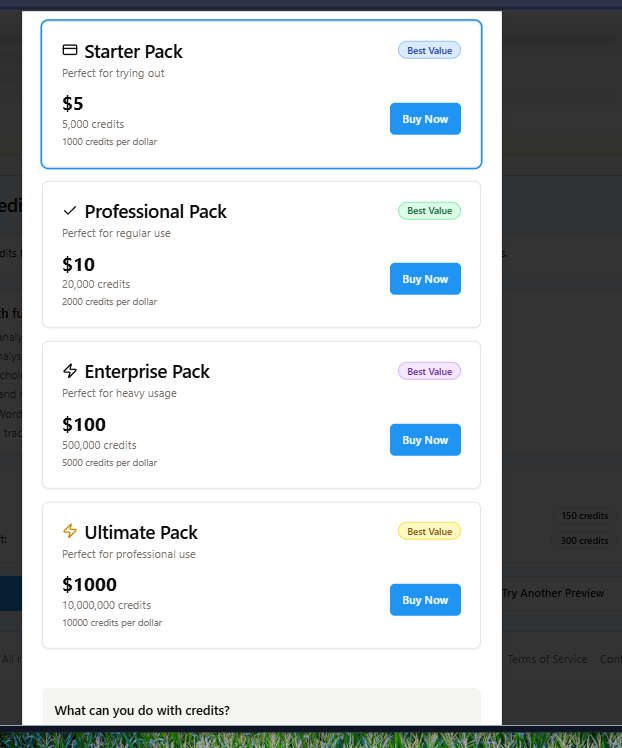 Starter Pack
Best Value
Perfect for trying out
$5
5,000 credits
Buy Now
1000 credits per dollar
Professional Pack
Best Value
Perfect for regular use
$10
20,000 credits
Buy Now
2000 credits per dollar
Enterprise Pack
Best Value
Perfect for heavy usage
$100
500,000 credits
Buy Now
5000 credits per dollar
Ultimate Pack
Best Value
Perfect for professional use
$1000
10,000,000 credits
Buy Now
10000 credits per dollar
150 credits
300 credits
Try Another Preview
Terms of Service
What can you do with credits?